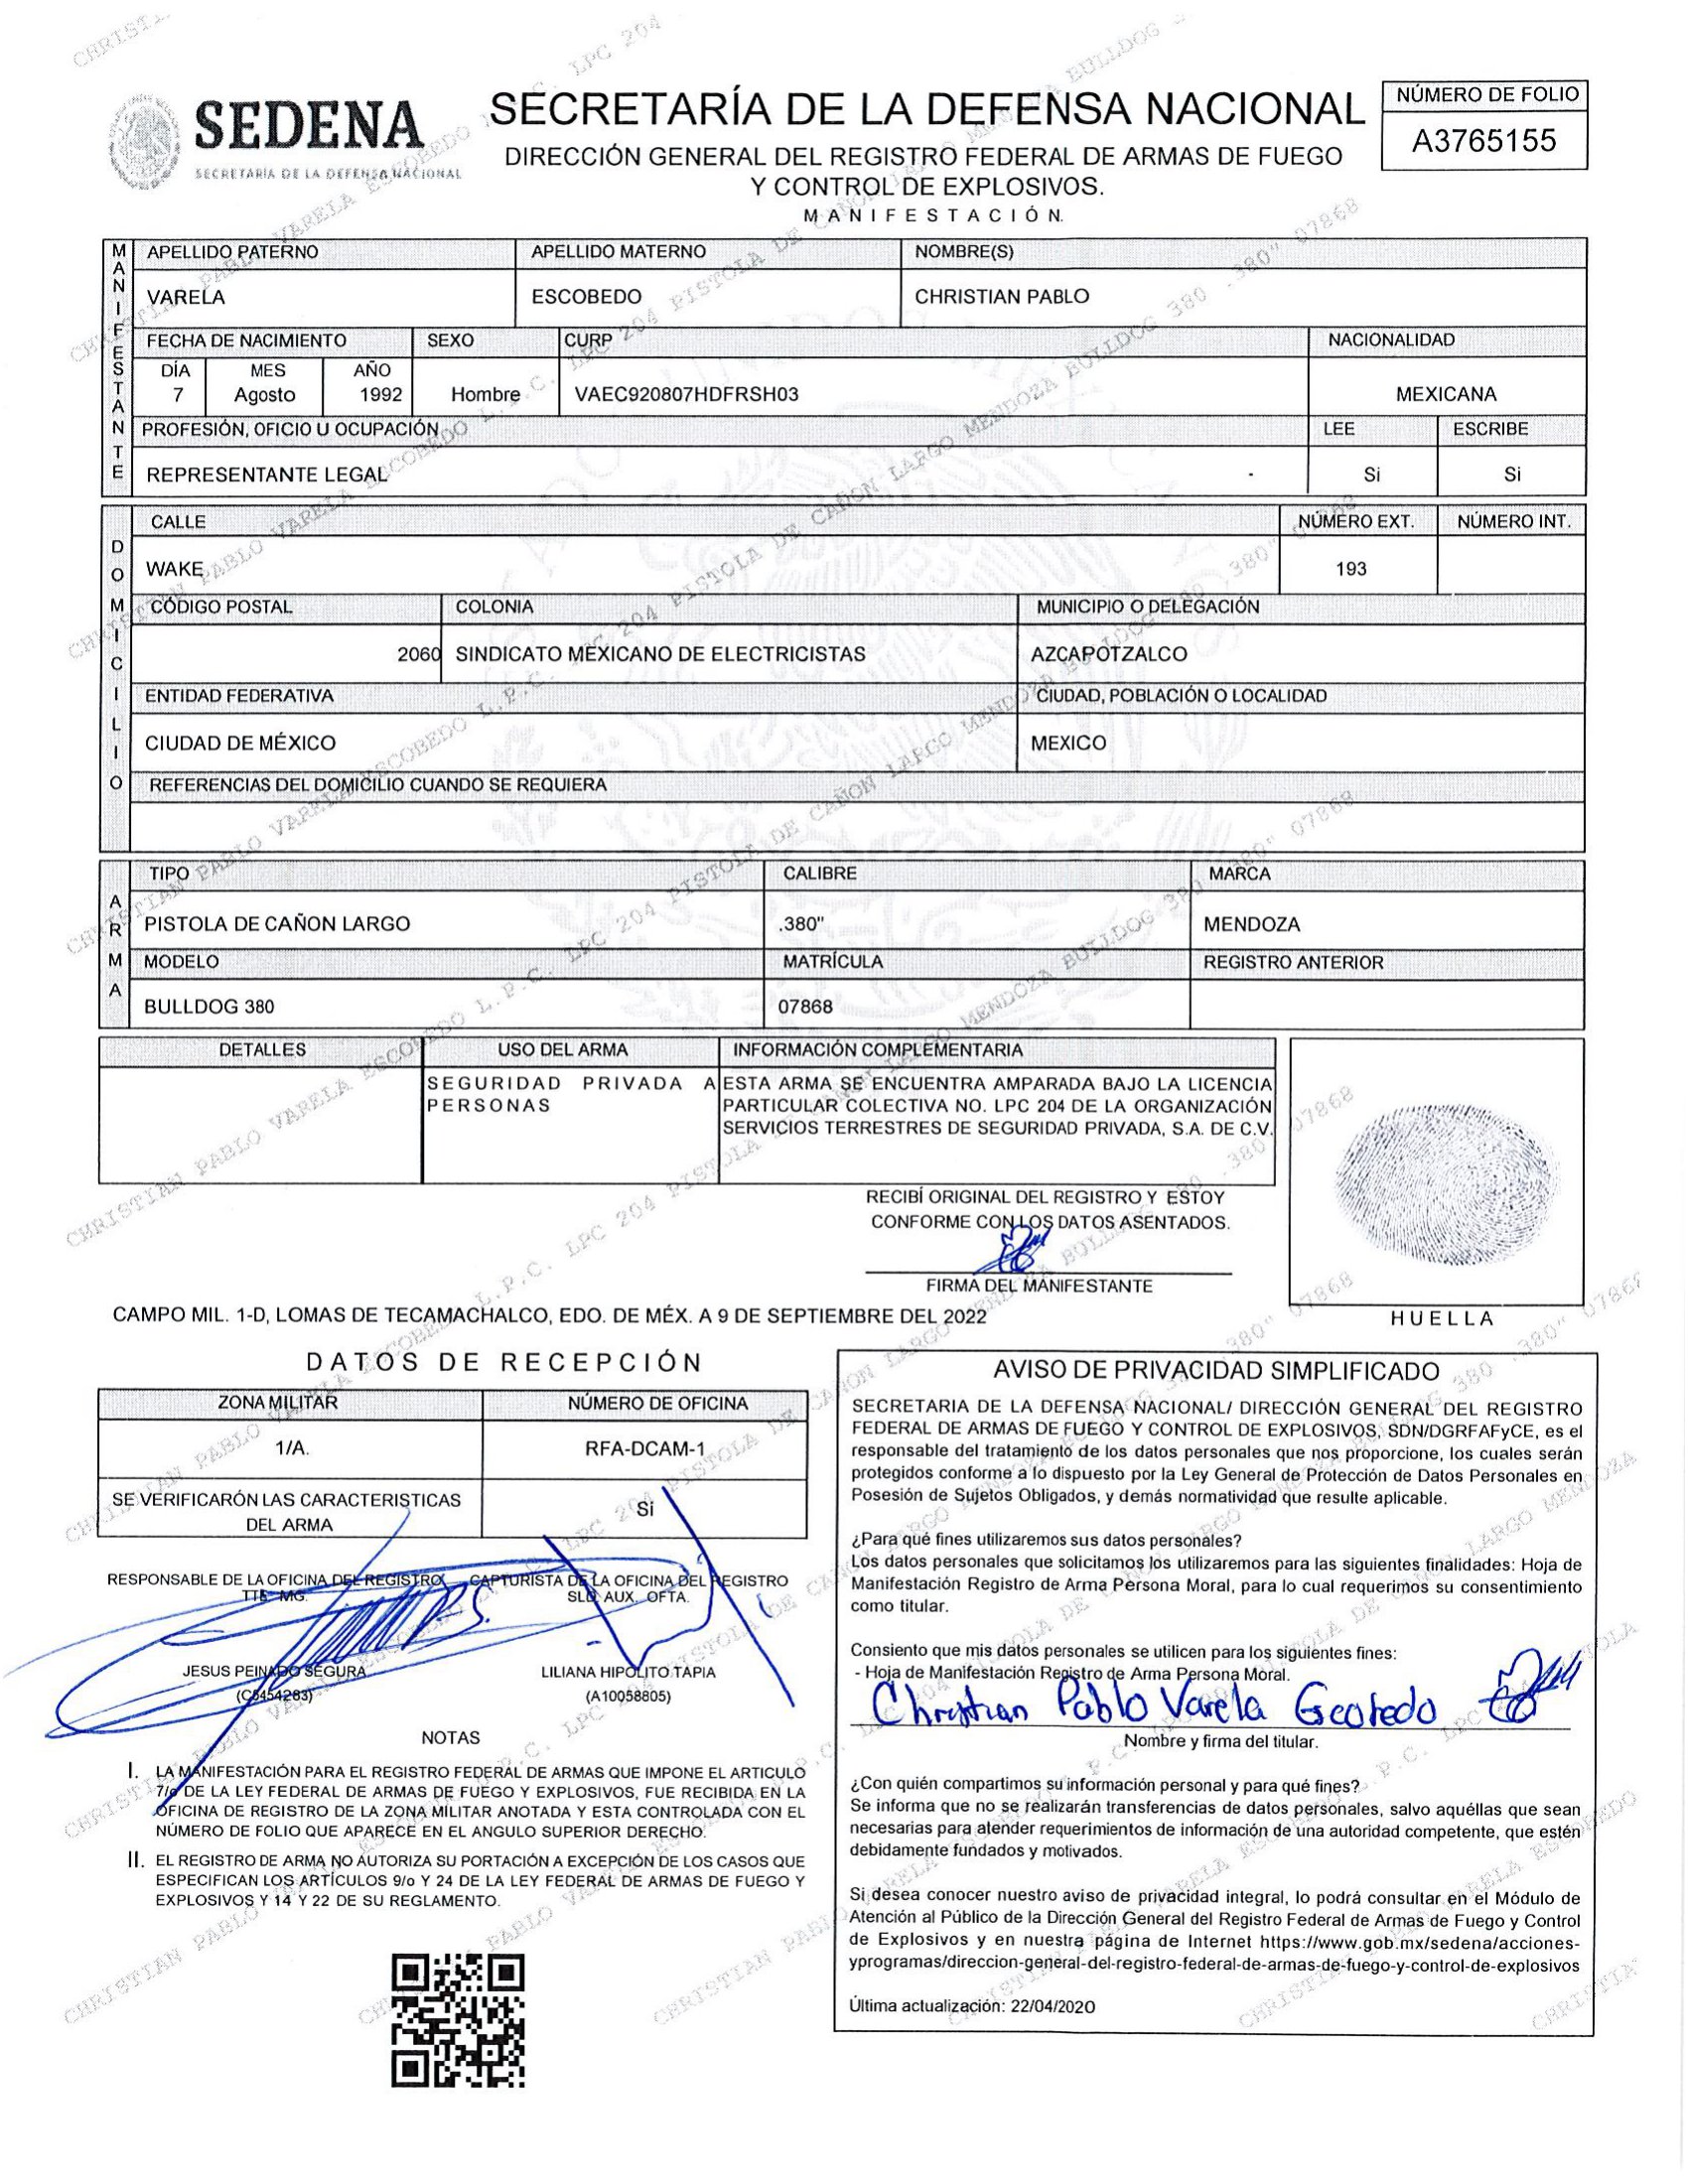 SEDENA
SECRETARÍA DE LA DEFENSA NACIONAL
SECRETARÍA DE LA DEFENSA NACIONAL
DIRECCIÓN GENERAL DEL REGISTRO FEDERAL DE ARMAS DE FUEGO
Y CONTROL DE EXPLOSIVOS.
MANIFESTACIÓN
NÚMERO DE FOLIO
A3765155
MANIFESTANTE
APELLIDO PATERNO APELLIDO MATERNO NOMBRE(S)
VARELA ESCOBEDO CHRISTIAN PABLO
FECHA DE NACIMIENTO SEXO CURP NACIONALIDAD
DÍA MES AÑO
7 Agosto 1992 Hombre VAEC920807HDFRSH03 MEXICANA
PROFESIÓN, OFICIO U OCUPACIÓN LEE ESCRIBE
REPRESENTANTE LEGAL - Si Si
DOMICILIO
CALLE NÚMERO EXT. NÚMERO INT.
WAKE 193
CÓDIGO POSTAL COLONIA MUNICIPIO O DELEGACIÓN
2060 SINDICATO MEXICANO DE ELECTRICISTAS AZCAPOTZALCO
ENTIDAD FEDERATIVA CIUDAD, POBLACIÓN O LOCALIDAD
CIUDAD DE MÉXICO MEXICO
REFERENCIAS DEL DOMICILIO CUANDO SE REQUIERA
ARMA
TIPO CALIBRE MARCA
PISTOLA DE CAÑON LARGO .380" MENDOZA
MODELO MATRÍCULA REGISTRO ANTERIOR
BULLDOG 380 07868
DETALLES USO DEL ARMA INFORMACIÓN COMPLEMENTARIA
SEGURIDAD PRIVADA A
PERSONAS
ESTA ARMA SE ENCUENTRA AMPARADA BAJO LA LICENCIA
PARTICULAR COLECTIVA NO. LPC 204 DE LA ORGANIZACIÓN
SERVICIOS TERRESTRES DE SEGURIDAD PRIVADA, S.A. DE C.V.
RECIBÍ ORIGINAL DEL REGISTRO Y ESTOY
CONFORME CON LOS DATOS ASENTADOS.
FIRMA DEL MANIFESTANTE
HUELLA
CAMPO MIL. 1-D, LOMAS DE TECAMACHALCO, EDO. DE MÉX. A 9 DE SEPTIEMBRE DEL 2022
DATOS DE RECEPCIÓN
ZONA MILITAR NÚMERO DE OFICINA
1/A. RFA-DCAM-1
SE VERIFICARÓN LAS CARACTERISTICAS
DEL ARMA
Si
RESPONSABLE DE LA OFICINA DEL REGISTRO
TTE. MG.
JESUS PEINADO SEGURA
(C5454283)
CAPTURISTA DE LA OFICINA DEL REGISTRO
SLD. AUX. OFTA.
LILIANA HIPOLITO TAPIA
(A10058805)
NOTAS
I. LA MANIFESTACIÓN PARA EL REGISTRO FEDERAL DE ARMAS QUE IMPONE EL ARTICULO
7/o DE LA LEY FEDERAL DE ARMAS DE FUEGO Y EXPLOSIVOS, FUE RECIBIDA EN LA
OFICINA DE REGISTRO DE LA ZONA MILITAR ANOTADA Y ESTA CONTROLADA CON EL
NÚMERO DE FOLIO QUE APARECE EN EL ANGULO SUPERIOR DERECHO.
II. EL REGISTRO DE ARMA NO AUTORIZA SU PORTACIÓN A EXCEPCIÓN DE LOS CASOS QUE
ESPECIFICAN LOS ARTÍCULOS 9/o Y 24 DE LA LEY FEDERAL DE ARMAS DE FUEGO Y
EXPLOSIVOS Y 14 Y 22 DE SU REGLAMENTO.
AVISO DE PRIVACIDAD SIMPLIFICADO
SECRETARIA DE LA DEFENSA NACIONAL/ DIRECCIÓN GENERAL DEL REGISTRO
FEDERAL DE ARMAS DE FUEGO Y CONTROL DE EXPLOSIVOS, SDN/DGRFAFyCE, es el
responsable del tratamiento de los datos personales que nos proporcione, los cuales serán
protegidos conforme a lo dispuesto por la Ley General de Protección de Datos Personales en
Posesión de Sujetos Obligados, y demás normatividad que resulte aplicable.
¿Para qué fines utilizaremos sus datos personales?
Los datos personales que solicitamos los utilizaremos para las siguientes finalidades: Hoja de
Manifestación Registro de Arma Persona Moral, para lo cual requerimos su consentimiento
como titular.
Consiento que mis datos personales se utilicen para los siguientes fines:
- Hoja de Manifestación Registro de Arma Persona Moral.
Christian Pablo Varela Escobedo
Nombre y firma del titular.
¿Con quién compartimos su información personal y para qué fines?
Se informa que no se realizarán transferencias de datos personales, salvo aquéllas que sean
necesarias para atender requerimientos de información de una autoridad competente, que estén
debidamente fundados y motivados.
Si desea conocer nuestro aviso de privacidad integral, lo podrá consultar en el Módulo de
Atención al Público de la Dirección General del Registro Federal de Armas de Fuego y Control
de Explosivos y en nuestra página de Internet https://www.gob.mx/sedena/acciones-
yprogramas/direccion-general-del-registro-federal-de-armas-de-fuego-y-control-de-explosivos
Última actualización: 22/04/2020
CHRISTIAN PABLO VARELA ESCOBEDO L.P.C. LPC 204 PISTOLA DE CAÑON LARGO MENDOZA BULLDOG 380 .380" 07868